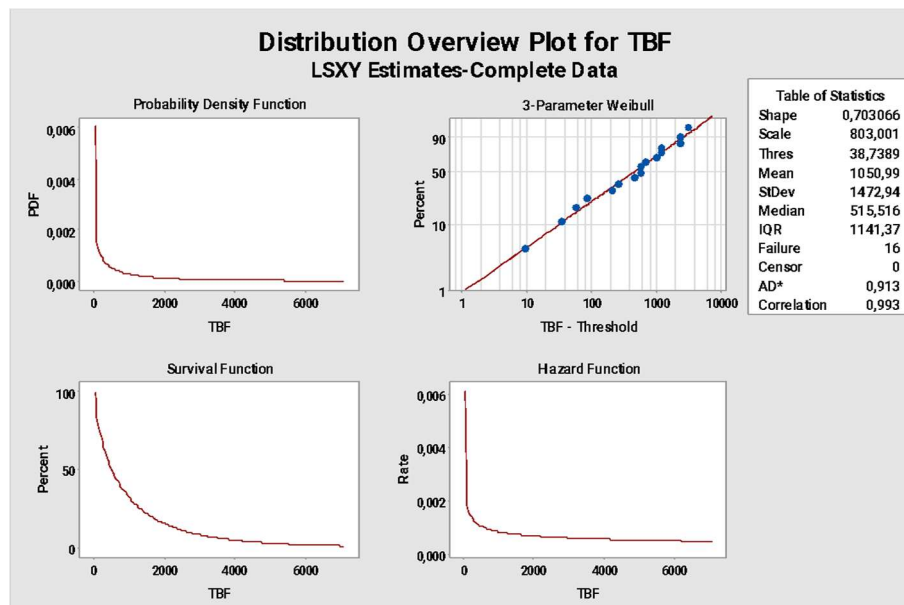 Distribution Overview Plot for TBF
LSXY Estimates-Complete Data
Probability Density Function
0,006
0,004
0,002
0,000
PDF
0 2000 4000 6000
TBF
3-Parameter Weibull
90
50
10
1
Percent
1 10 100 1000 10000
TBF - Threshold
Table of Statistics
Shape 0,703066
Scale 803,001
Thres 38,7389
Mean 1050,99
StDev 1472,94
Median 515,516
IQR 1141,37
Failure 16
Censor 0
AD* 0,913
Correlation 0,993
Survival Function
100
50
0
Percent
0 2000 4000 6000
TBF
Hazard Function
0,006
0,004
0,002
0,000
Rate
0 2000 4000 6000
TBF